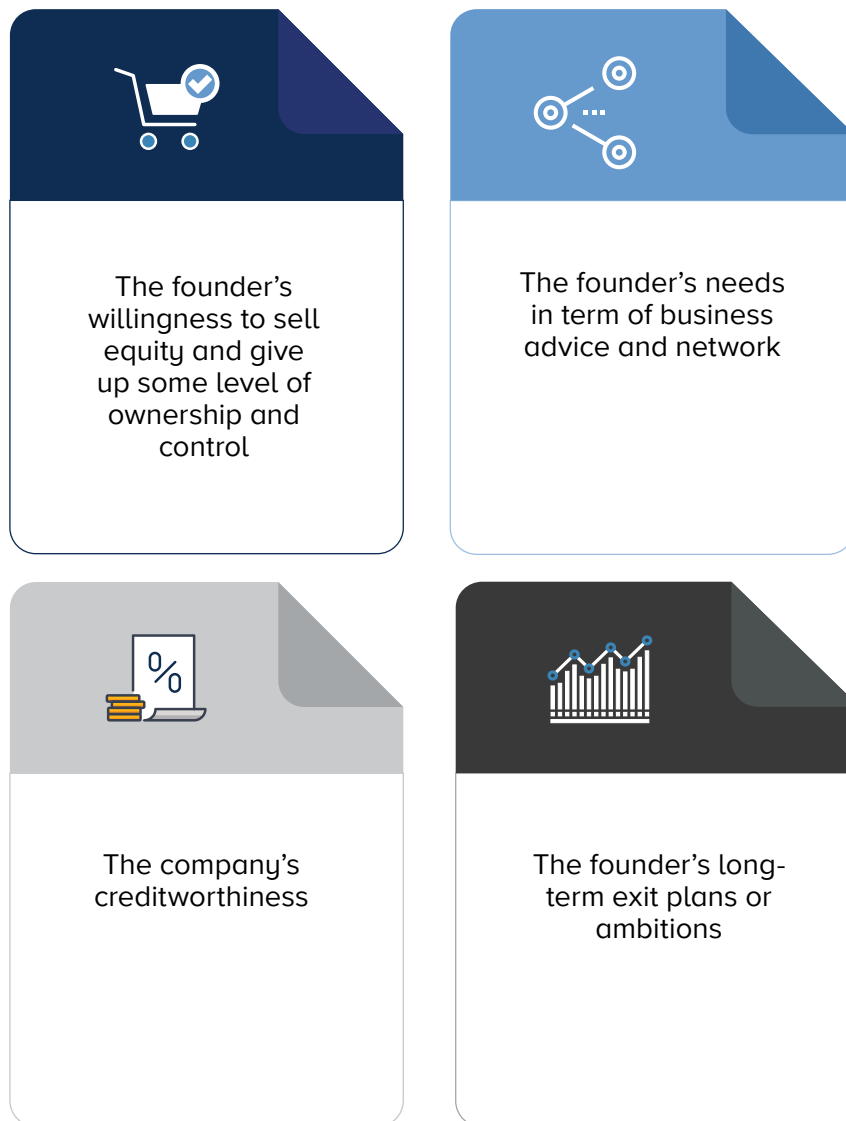 The founder's
willingness to sell
equity and give
up some level of
ownership and
control
The founder's needs
in term of business
advice and network
%
The company's
creditworthiness
The founder's long-
term exit plans or
ambitions